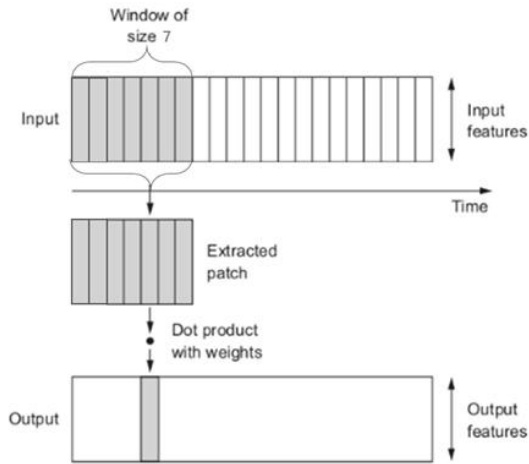 Window of
size 7
Input
Input
features
Time
Extracted
patch
Dot product
with weights
Output
Output
features